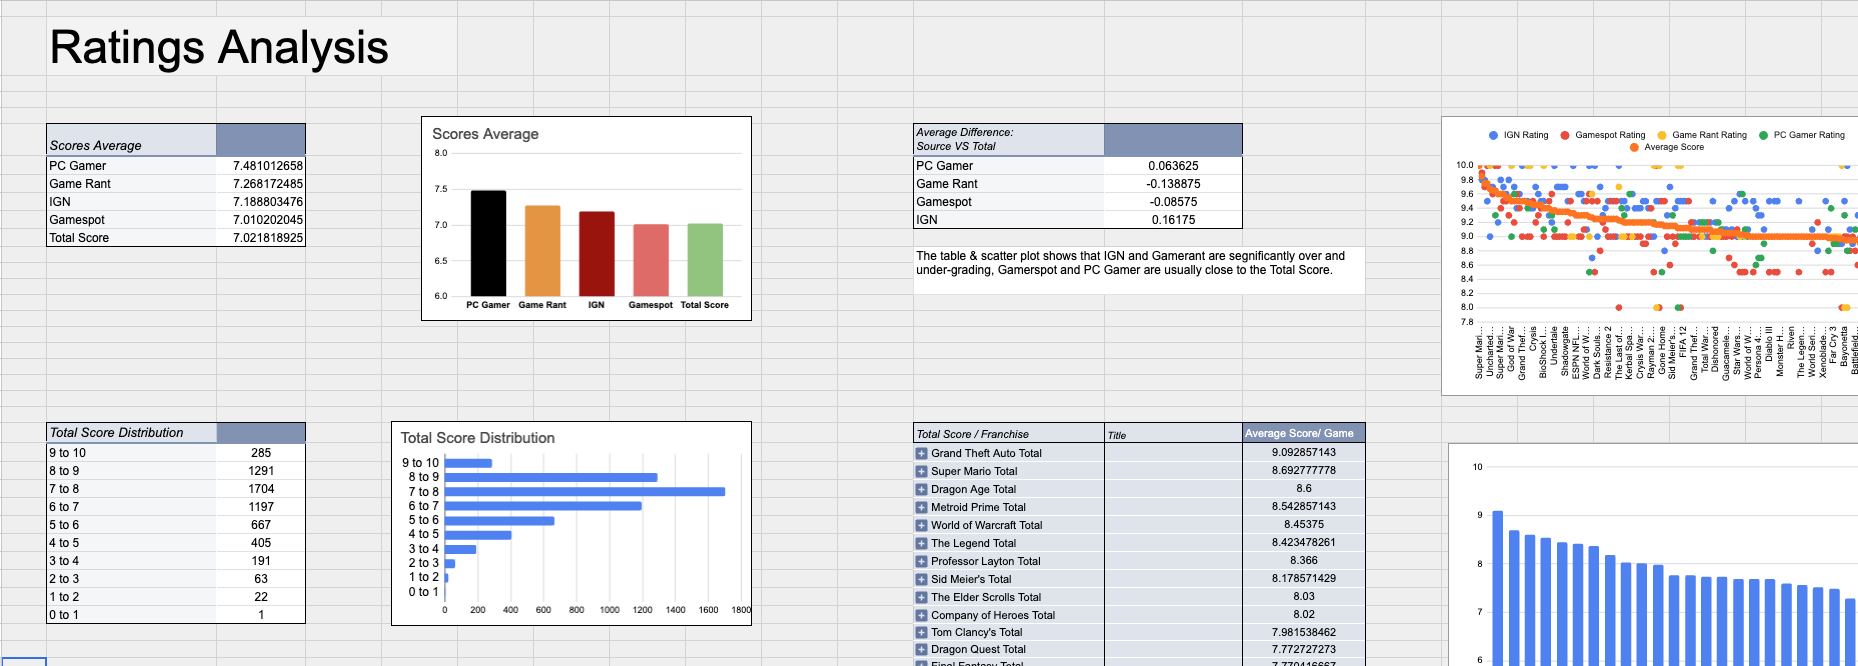 Ratings Analysis
Scores Average
PC Gamer 7.481012658
Game Rant 7.268172485
IGN 7.188803476
Gamespot 7.010202045
Total Score 7.021818925
Scores Average
8.0
7.5
7.0
6.5
6.0
PC Gamer Game Rant IGN Gamespot Total Score
Average Difference:
Source VS Total
PC Gamer 0.063625
Game Rant -0.138875
Gamespot -0.08575
IGN 0.16175
The table & scatter plot shows that IGN and Gamerant are segnificantly over and
under-grading, Gamerspot and PC Gamer are usually close to the Total Score.
IGN Rating Gamespot Rating Game Rant Rating PC Gamer Rating
Average Score
10.0
9.8
9.6
9.4
9.2
9.0
8.8
8.6
8.4
8.2
8.0
7.8
Super Mari...
Uncharted...
Super Mari...
God of War
Grand Thef...
Crysis
BioShock I...
Undertale
Shadowgate
ESPN NFL...
World of W...
Dark Souls...
Resistance 2
The Last of...
Kerbal Spa...
Crysis War...
Rayman 2:...
Gone Home
Sid Meier's...
FIFA 12
Grand Thef...
Total War...
Dishonored
Guacamele...
Star Wars...
World of W...
Persona 4:...
Diablo III
Monster H...
Riven
The Legen...
World Seri...
Xenoblade...
Far Cry 3
Bayonetta
Battlefield...
Total Score Distribution
9 to 10 285
8 to 9 1291
7 to 8 1704
6 to 7 1197
5 to 6 667
4 to 5 405
3 to 4 191
2 to 3 63
1 to 2 22
0 to 1 1
Total Score Distribution
9 to 10
8 to 9
7 to 8
6 to 7
5 to 6
4 to 5
3 to 4
2 to 3
1 to 2
0 to 1
0 200 400 600 800 1000 1200 1400 1600 1800
Total Score / Franchise Title Average Score/ Game
Grand Theft Auto Total 9.092857143
Super Mario Total 8.692777778
Dragon Age Total 8.6
Metroid Prime Total 8.542857143
World of Warcraft Total 8.45375
The Legend Total 8.423478261
Professor Layton Total 8.366
Sid Meier's Total 8.178571429
The Elder Scrolls Total 8.03
Company of Heroes Total 8.02
Tom Clancy's Total 7.981538462
Dragon Quest Total 7.772727273
Final Fantasy Total 7.770416667
10
9
8
7
6